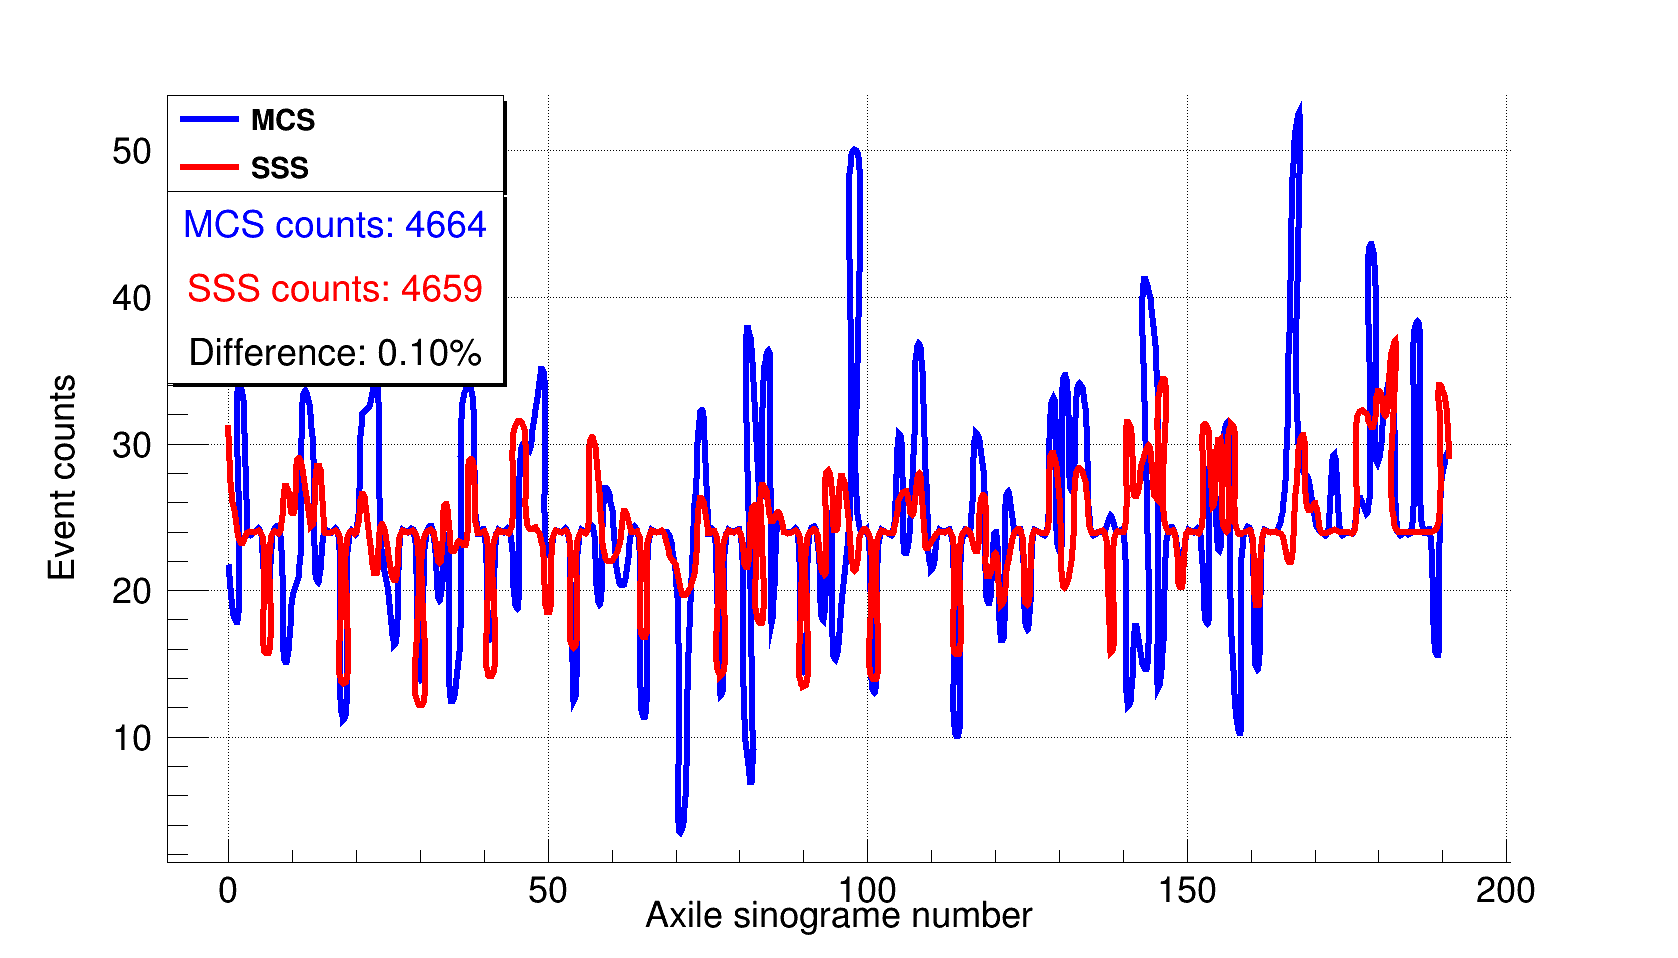 MCS
SSS
MCS counts: 4664
SSS counts: 4659
Difference: 0.10%
50
40
30
20
10
Event counts
0 50 100 150 200
Axile sinograme number